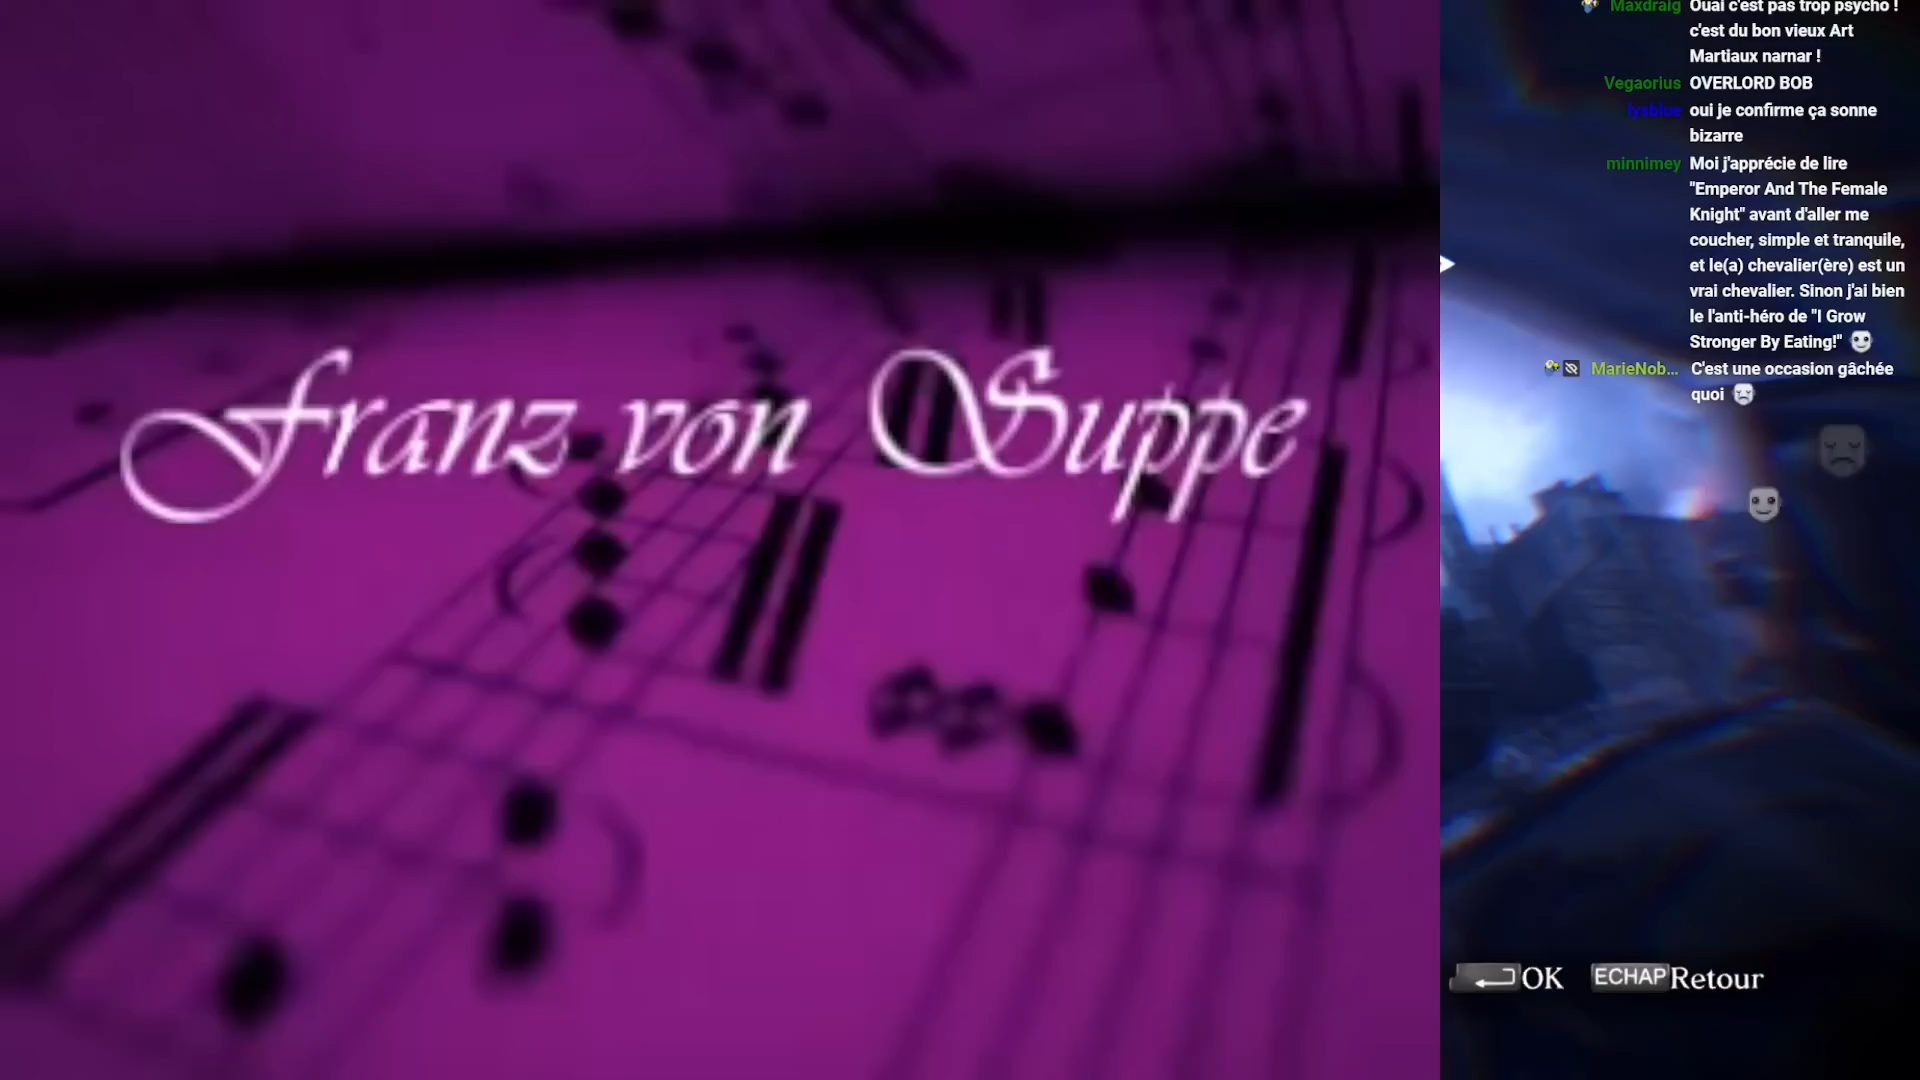 Franz von Suppe
Maxdraig Ouai c'est pas trop psycho !
c'est du bon vieux Art
Martiaux narnar !
Vegaorius OVERLORD BOB
lysblue oui je confirme ça sonne
bizarre
minnimey Moi j'apprécie de lire
"Emperor And The Female
Knight" avant d'aller me
coucher, simple et tranquile,
et le(a) chevalier(ère) est un
vrai chevalier. Sinon j'ai bien
le l'anti-héro de "I Grow
Stronger By Eating!"
MarieNob... C'est une occasion gâchée
quoi
OK ECHAP Retour